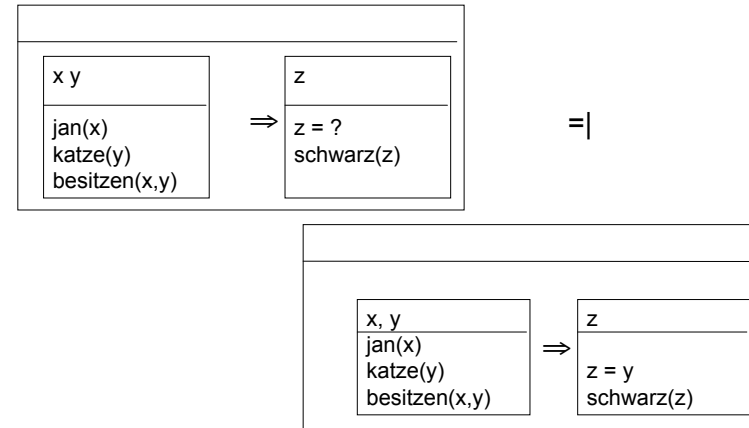 x y
jan(x)
katze(y)
besitzen(x,y)
⇒
z
z = ?
schwarz(z)
=|
x, y
jan(x)
katze(y)
besitzen(x,y)
⇒
z
z = y
schwarz(z)